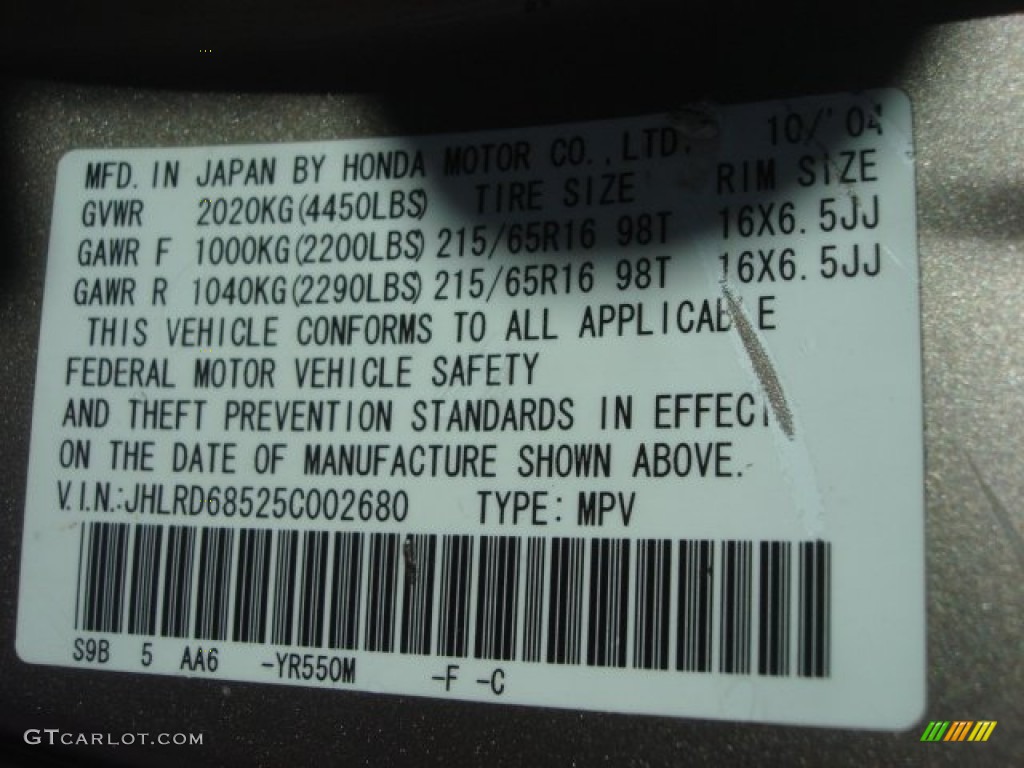 MFD. IN JAPAN BY HONDA MOTOR CO., LTD. 10/'04
GVWR 2020KG(4450LBS) TIRE SIZE RIM SIZE
GAWR F 1000KG(2200LBS) 215/65R16 98T 16X6.5JJ
GAWR R 1040KG(2290LBS) 215/65R16 98T 16X6.5JJ
THIS VEHICLE CONFORMS TO ALL APPLICABLE
FEDERAL MOTOR VEHICLE SAFETY
AND THEFT PREVENTION STANDARDS IN EFFECT
ON THE DATE OF MANUFACTURE SHOWN ABOVE.
V.I.N.:JHLRD68525C002680 TYPE: MPV
S9B 5 AA6 -YR550M -F -C
GTCARLOT.COM